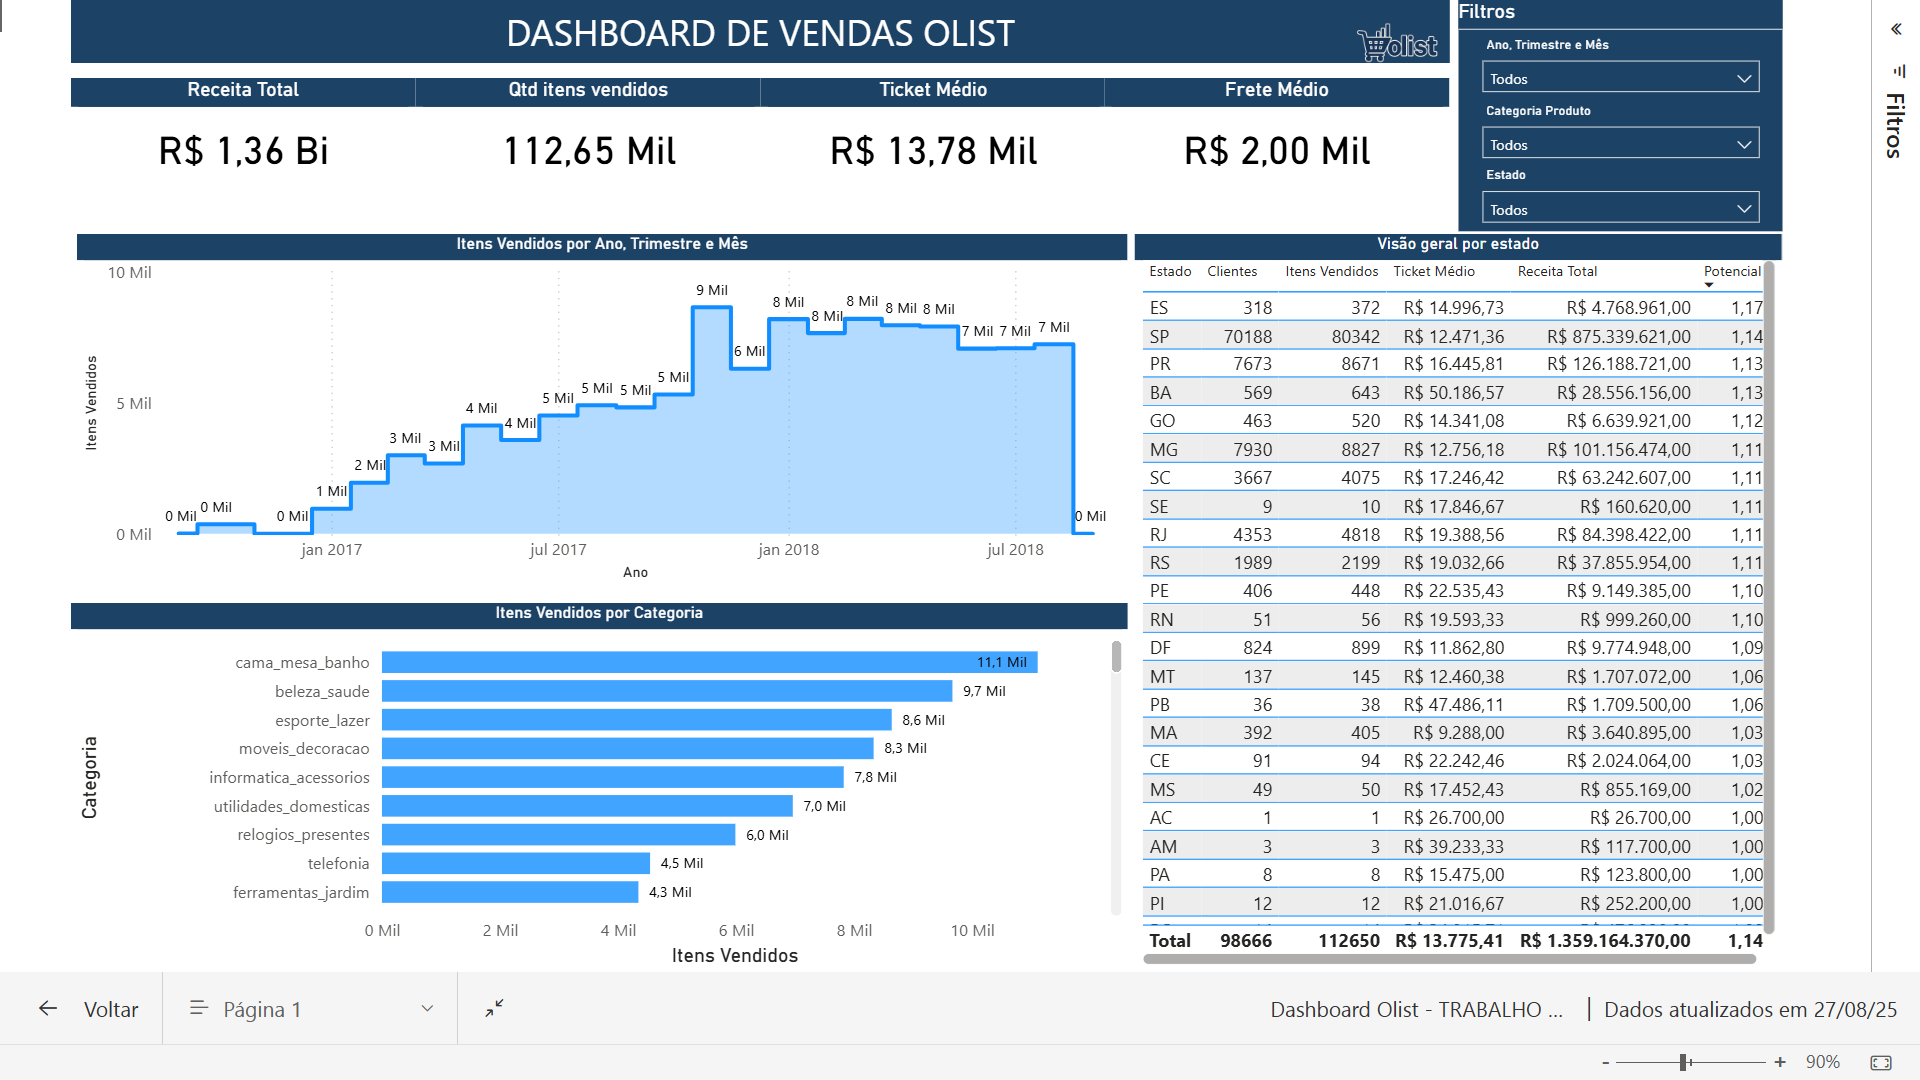 DASHBOARD DE VENDAS OLIST
olist
Receita Total
Qtd itens vendidos
Ticket Médio
Frete Médio
R$ 1,36 Bi
112,65 Mil
R$ 13,78 Mil
R$ 2,00 Mil
Filtros
Ano, Trimestre e Mês
Todos
Categoria Produto
Todos
Estado
Todos
Filtros
Itens Vendidos por Ano, Trimestre e Mês
Itens Vendidos
10 Mil
5 Mil
0 Mil
0 Mil
0 Mil
0 Mil
1 Mil
2 Mil
3 Mil
3 Mil
4 Mil
4 Mil
5 Mil
5 Mil
5 Mil
5 Mil
9 Mil
6 Mil
8 Mil
8 Mil
8 Mil
8 Mil
8 Mil
7 Mil
7 Mil
7 Mil
0 Mil
jan 2017
jul 2017
jan 2018
jul 2018
Ano
Itens Vendidos por Categoria
Categoria
cama_mesa_banho 11,1 Mil
beleza_saude 9,7 Mil
esporte_lazer 8,6 Mil
moveis_decoracao 8,3 Mil
informatica_acessorios 7,8 Mil
utilidades_domesticas 7,0 Mil
relogios_presentes 6,0 Mil
telefonia 4,5 Mil
ferramentas_jardim 4,3 Mil
0 Mil 2 Mil 4 Mil 6 Mil 8 Mil 10 Mil
Itens Vendidos
Visão geral por estado
Estado Clientes Itens Vendidos Ticket Médio Receita Total Potencial
ES 318 372 R$ 14.996,73 R$ 4.768.961,00 1,17
SP 70188 80342 R$ 12.471,36 R$ 875.339.621,00 1,14
PR 7673 8671 R$ 16.445,81 R$ 126.188.721,00 1,13
BA 569 643 R$ 50.186,57 R$ 28.556.156,00 1,13
GO 463 520 R$ 14.341,08 R$ 6.639.921,00 1,12
MG 7930 8827 R$ 12.756,18 R$ 101.156.474,00 1,11
SC 3667 4075 R$ 17.246,42 R$ 63.242.607,00 1,11
SE 9 10 R$ 17.846,67 R$ 160.620,00 1,11
RJ 4353 4818 R$ 19.388,56 R$ 84.398.422,00 1,11
RS 1989 2199 R$ 19.032,66 R$ 37.855.954,00 1,11
PE 406 448 R$ 22.535,43 R$ 9.149.385,00 1,10
RN 51 56 R$ 19.593,33 R$ 999.260,00 1,10
DF 824 899 R$ 11.862,80 R$ 9.774.948,00 1,09
MT 137 145 R$ 12.460,38 R$ 1.707.072,00 1,06
PB 36 38 R$ 47.486,11 R$ 1.709.500,00 1,06
MA 392 405 R$ 9.288,00 R$ 3.640.895,00 1,03
CE 91 94 R$ 22.242,46 R$ 2.024.064,00 1,03
MS 49 50 R$ 17.452,43 R$ 855.169,00 1,02
AC 1 1 R$ 26.700,00 R$ 26.700,00 1,00
AM 3 3 R$ 39.233,33 R$ 117.700,00 1,00
PA 8 8 R$ 15.475,00 R$ 123.800,00 1,00
PI 12 12 R$ 21.016,67 R$ 252.200,00 1,00
Total 98666 112650 R$ 13.775,41 R$ 1.359.164.370,00 1,14
Voltar
Página 1
Dashboard Olist - TRABALHO ... | Dados atualizados em 27/08/25
- + 90%